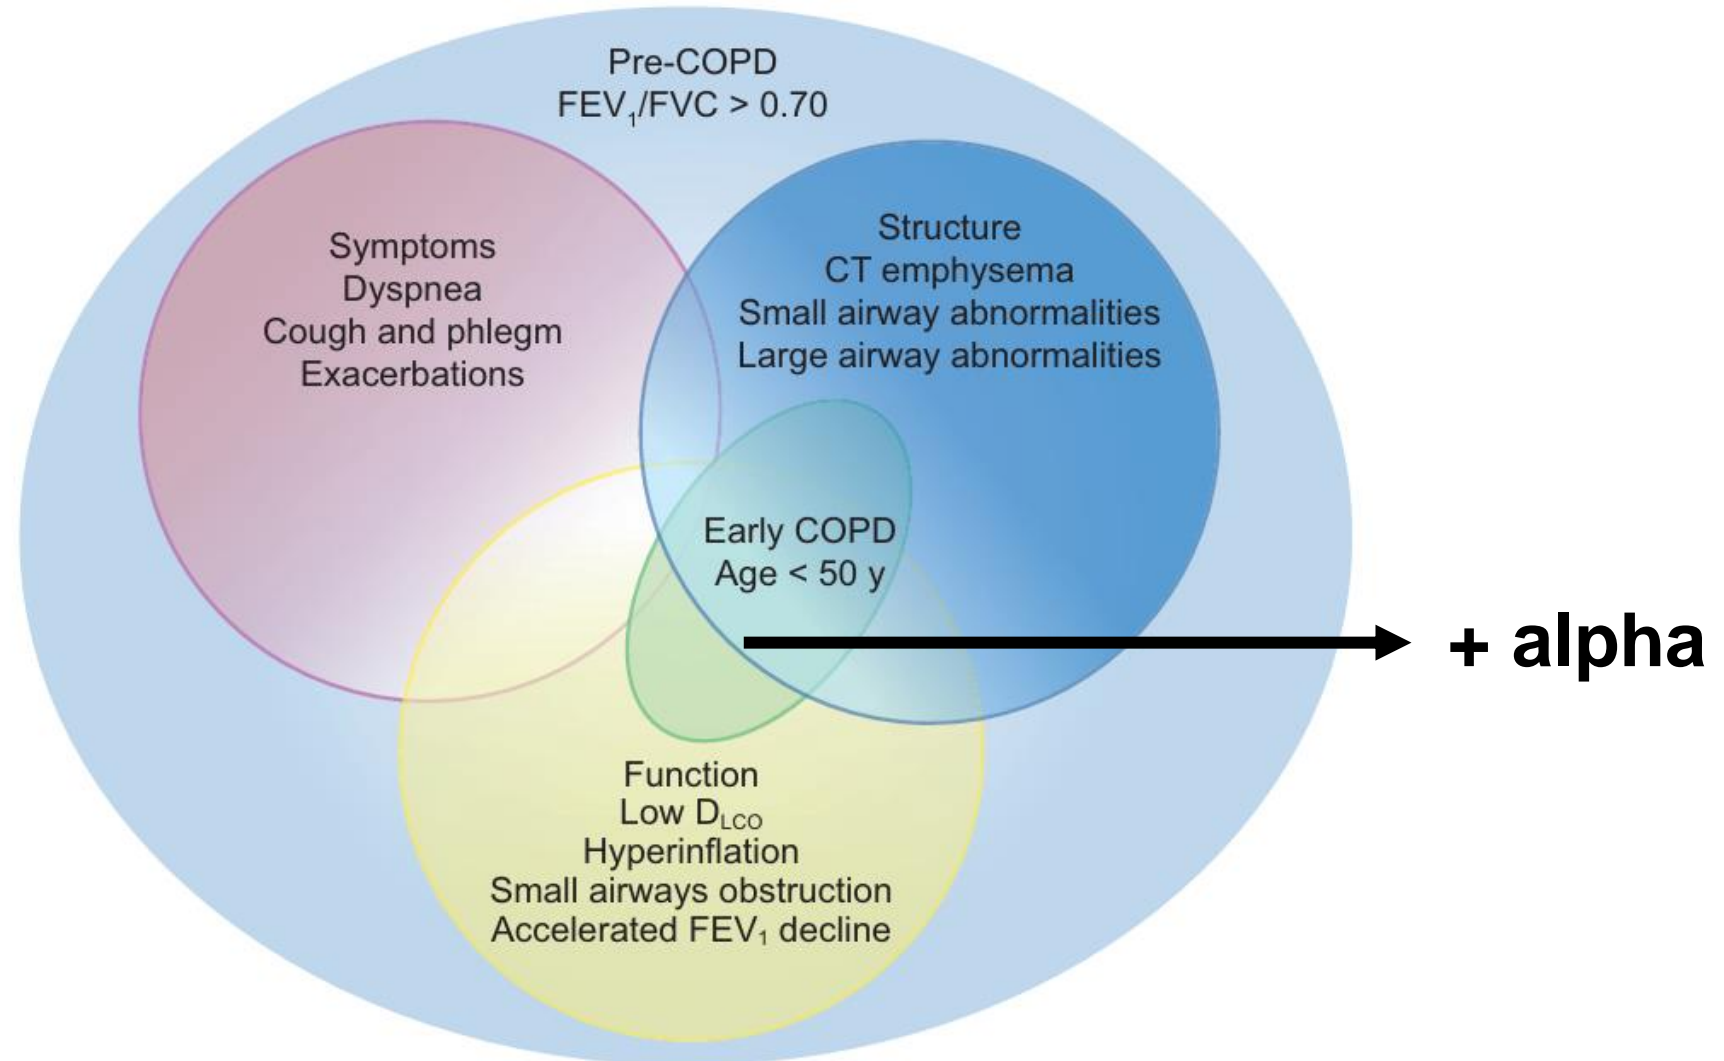 Pre-COPD
FEV₁/FVC > 0.70
Symptoms
Dyspnea
Cough and phlegm
Exacerbations
Structure
CT emphysema
Small airway abnormalities
Large airway abnormalities
Early COPD
Age < 50 y
+ alpha
Function
Low D_LCO
Hyperinflation
Small airways obstruction
Accelerated FEV₁ decline